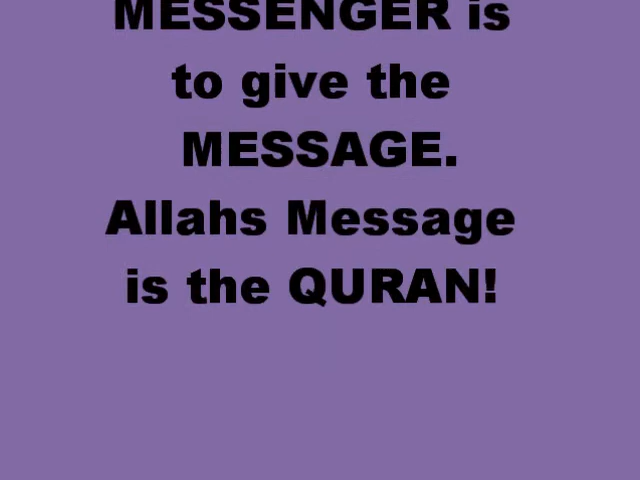 MESSENGER is
to give the
MESSAGE.
Allahs Message
is the QURAN!